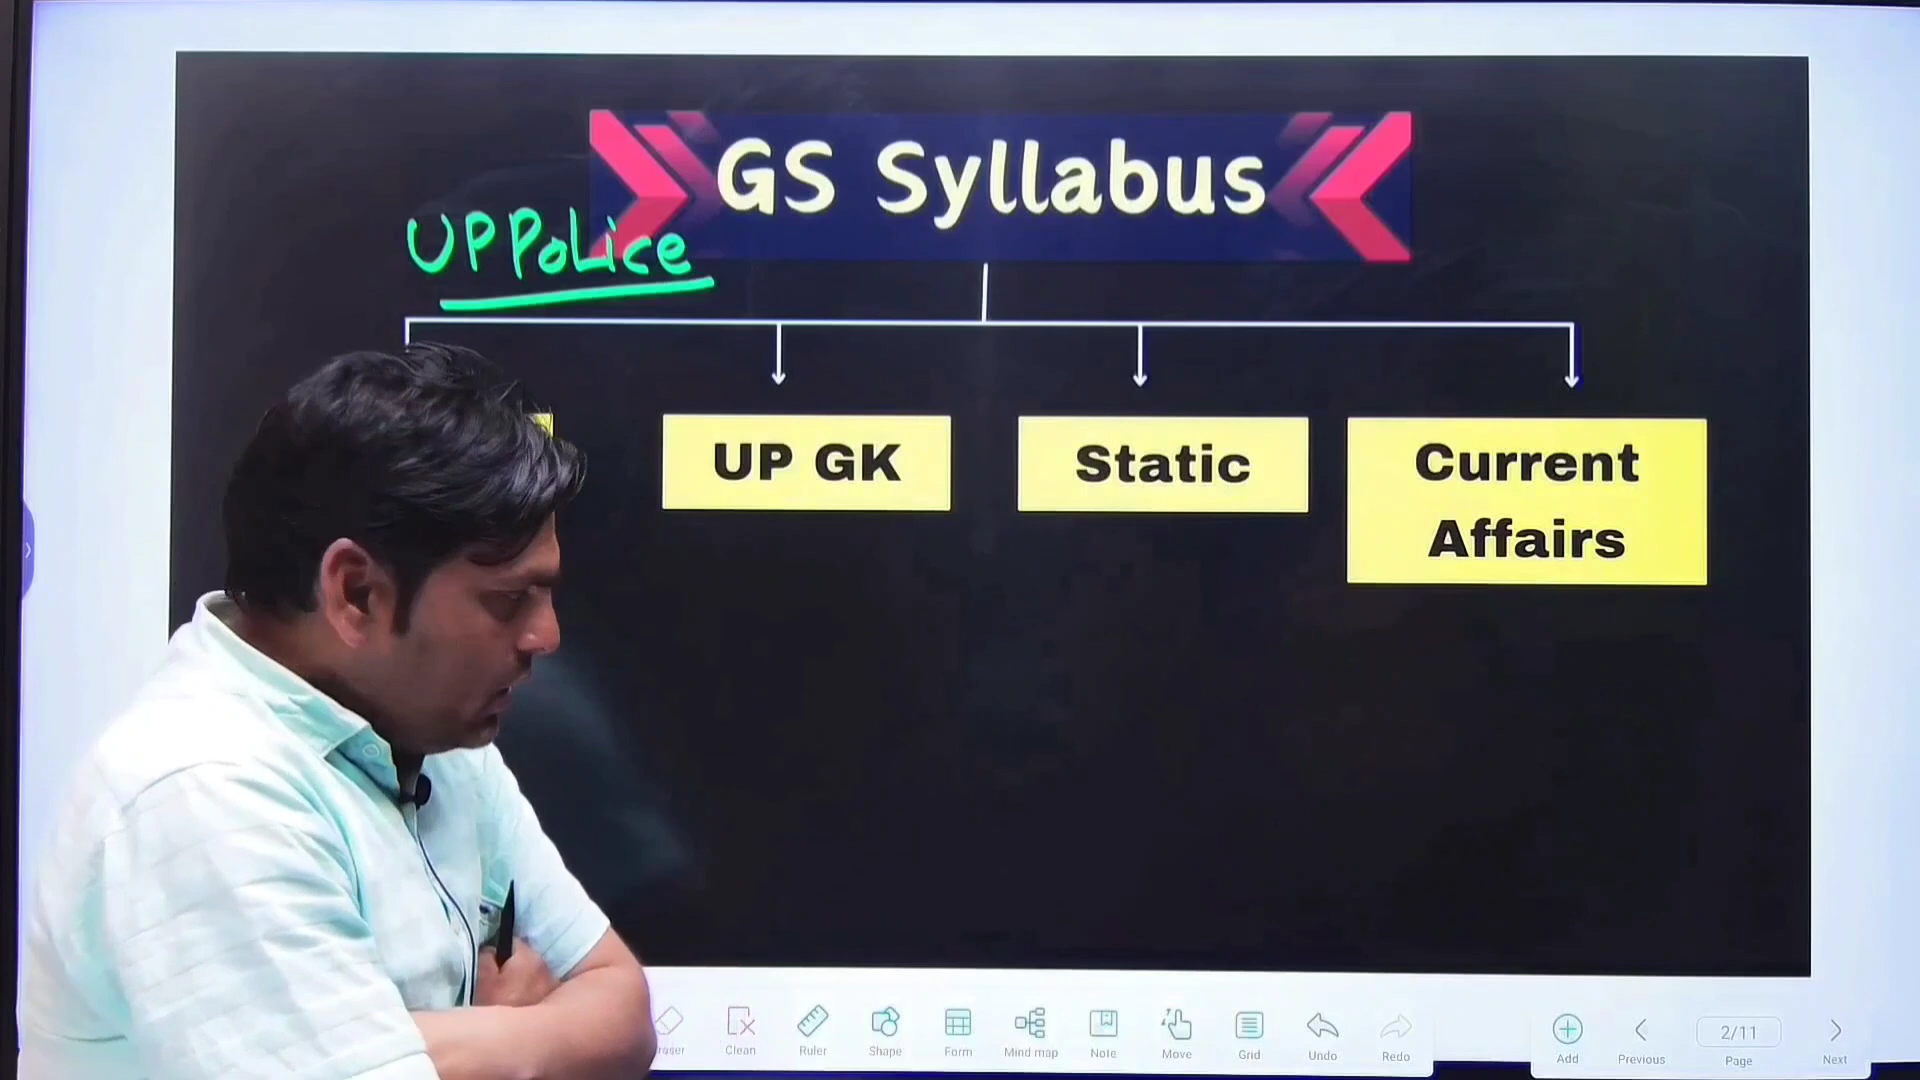 GS Syllabus
UP PoLice
UP GK
Static
Current
Affairs
raser
Clean
Ruler
Shape
Form
Mind map
Note
Move
Grid
Undo
Redo
Add
Previous
2/11
Page
Next